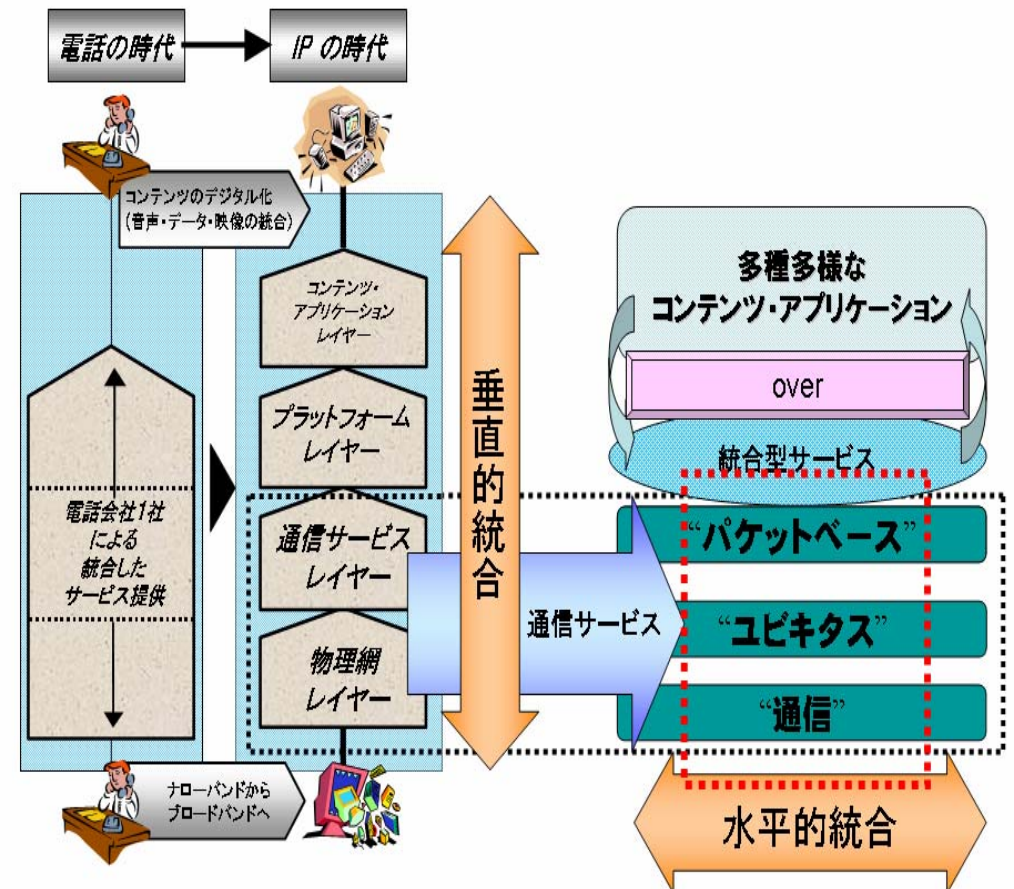 電話の時代
IP の時代
コンテンツのデジタル化
(音声・データ・映像の統合)
コンテンツ・
アプリケーション
レイヤー
プラットフォーム
レイヤー
電話会社1社
による
統合した
サービス提供
通信サービス
レイヤー
物理網
レイヤー
ナローバンドから
ブロードバンドへ
垂直的統合
通信サービス
多種多様な
コンテンツ・アプリケーション
over
統合型サービス
“パケットベース”
“ユビキタス”
“通信”
水平的統合